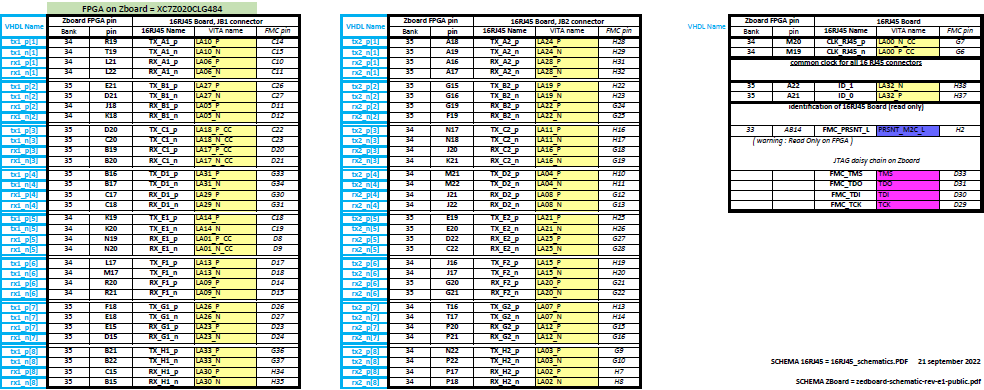 FPGA on Zboard = XC7Z020CLG484
VHDL Name Zboard FPGA pin 16RJ45 Board, JB1 connector
Bank pin 16RJ45 Name VITA name FMC pin
tx1_p[1] 34 R19 TX_A1_p LA10_P C14
tx1_n[1] 34 T19 TX_A1_n LA10_N C15
rx1_p[1] 34 L21 RX_A1_p LA06_P C10
rx1_n[1] 34 L22 RX_A1_n LA06_N C11
tx1_p[2] 35 E21 TX_B1_p LA27_P C26
tx1_n[2] 35 D21 TX_B1_n LA27_N C27
rx1_p[2] 34 J18 RX_B1_p LA05_P D11
rx1_n[2] 34 K18 RX_B1_n LA05_N D12
tx1_p[3] 35 D20 TX_C1_p LA18_P_CC C22
tx1_n[3] 35 C20 TX_C1_n LA18_N_CC C23
rx1_p[3] 35 B19 RX_C1_p LA17_P_CC D20
rx1_n[3] 35 B20 RX_C1_n LA17_N_CC D21
tx1_p[4] 35 B16 TX_D1_p LA31_P G33
tx1_n[4] 35 B17 TX_D1_n LA31_N G34
rx1_p[4] 35 C17 RX_D1_p LA29_P G30
rx1_n[4] 35 C18 RX_D1_n LA29_N G31
tx1_p[5] 34 K19 TX_E1_p LA14_P C18
tx1_n[5] 34 K20 TX_E1_n LA14_N C19
rx1_p[5] 34 N19 RX_E1_p LA01_P_CC D8
rx1_n[5] 34 N20 RX_E1_n LA01_N_CC D9
tx1_p[6] 34 L17 TX_F1_p LA13_P D17
tx1_n[6] 34 M17 TX_F1_n LA13_N D18
rx1_p[6] 34 R20 RX_F1_p LA09_P D14
rx1_n[6] 34 R21 RX_F1_n LA09_N D15
tx1_p[7] 35 F18 TX_G1_p LA26_P D26
tx1_n[7] 35 E18 TX_G1_n LA26_N D27
rx1_p[7] 35 E15 RX_G1_p LA23_P D23
rx1_n[7] 35 D15 RX_G1_n LA23_N D24
tx1_p[8] 35 B21 TX_H1_p LA33_P G36
tx1_n[8] 35 B22 TX_H1_n LA33_N G37
rx1_p[8] 35 C15 RX_H1_p LA30_P H34
rx1_n[8] 35 B15 RX_H1_n LA30_N H35
VHDL Name Zboard FPGA pin 16RJ45 Board, JB2 connector
Bank pin 16RJ45 Name VITA name FMC pin
tx2_p[1] 35 A18 TX_A2_p LA24_P H28
tx2_n[1] 35 A19 TX_A2_n LA24_N H29
rx2_p[1] 35 A16 RX_A2_p LA28_P H31
rx2_n[1] 35 A17 RX_A2_n LA28_N H32
tx2_p[2] 35 G15 TX_B2_p LA19_P H22
tx2_n[2] 35 G16 TX_B2_n LA19_N H23
rx2_p[2] 35 G19 RX_B2_p LA22_P G24
rx2_n[2] 35 F19 RX_B2_n LA22_N G25
tx2_p[3] 34 N17 TX_C2_p LA11_P H16
tx2_n[3] 34 N18 TX_C2_n LA11_N H17
rx2_p[3] 34 J20 RX_C2_p LA16_P G18
rx2_n[3] 34 K21 RX_C2_n LA16_N G19
tx2_p[4] 34 M21 TX_D2_p LA04_P H10
tx2_n[4] 34 M22 TX_D2_n LA04_N H11
rx2_p[4] 34 J21 RX_D2_p LA08_P G12
rx2_n[4] 34 J22 RX_D2_n LA08_N G13
tx2_p[5] 35 E19 TX_E2_p LA21_P H25
tx2_n[5] 35 E20 TX_E2_n LA21_N H26
rx2_p[5] 35 D22 RX_E2_p LA25_P G27
rx2_n[5] 35 C22 RX_E2_n LA25_N G28
tx2_p[6] 34 J16 TX_F2_p LA15_P H19
tx2_n[6] 34 J17 TX_F2_n LA15_N H20
rx2_p[6] 35 G20 RX_F2_p LA20_P G21
rx2_n[6] 35 G21 RX_F2_n LA20_N G22
tx2_p[7] 34 T16 TX_G2_p LA07_P H13
tx2_n[7] 34 T17 TX_G2_n LA07_N H14
rx2_p[7] 34 P20 RX_G2_p LA12_P G15
rx2_n[7] 34 P21 RX_G2_n LA12_N G16
tx2_p[8] 34 N22 TX_H2_p LA03_P G9
tx2_n[8] 34 P22 TX_H2_n LA03_N G10
rx2_p[8] 34 P17 RX_H2_p LA02_P H7
rx2_n[8] 34 P18 RX_H2_n LA02_N H8
VHDL Name Zboard FPGA pin 16RJ45 Board
Bank pin 16RJ45 Name VITA name FMC pin
34 M20 CLK_RJ45_p LA00_N_CC G7
34 M19 CLK_RJ45_n LA00_P_CC G6
common clock for all 16 RJ45 connectors
35 A22 ID_1 LA32_N H38
35 A21 ID_0 LA32_P H37
identification of 16RJ45 Board (read only)
33 AB14 FMC_PRSNT_L PRSNT_M2C_L H2
( warning : Read Only on FPGA )
JTAG daisy chain on Zboard
FMC_TMS TMS D33
FMC_TDO TDO D31
FMC_TDI TDI D30
FMC_TCK TCK D29
SCHEMA 16RJ45 = 16RJ45_schematics.PDF 21 september 2022
SCHEMA ZBoard = zedboard-schematic-rev-e1-public.pdf